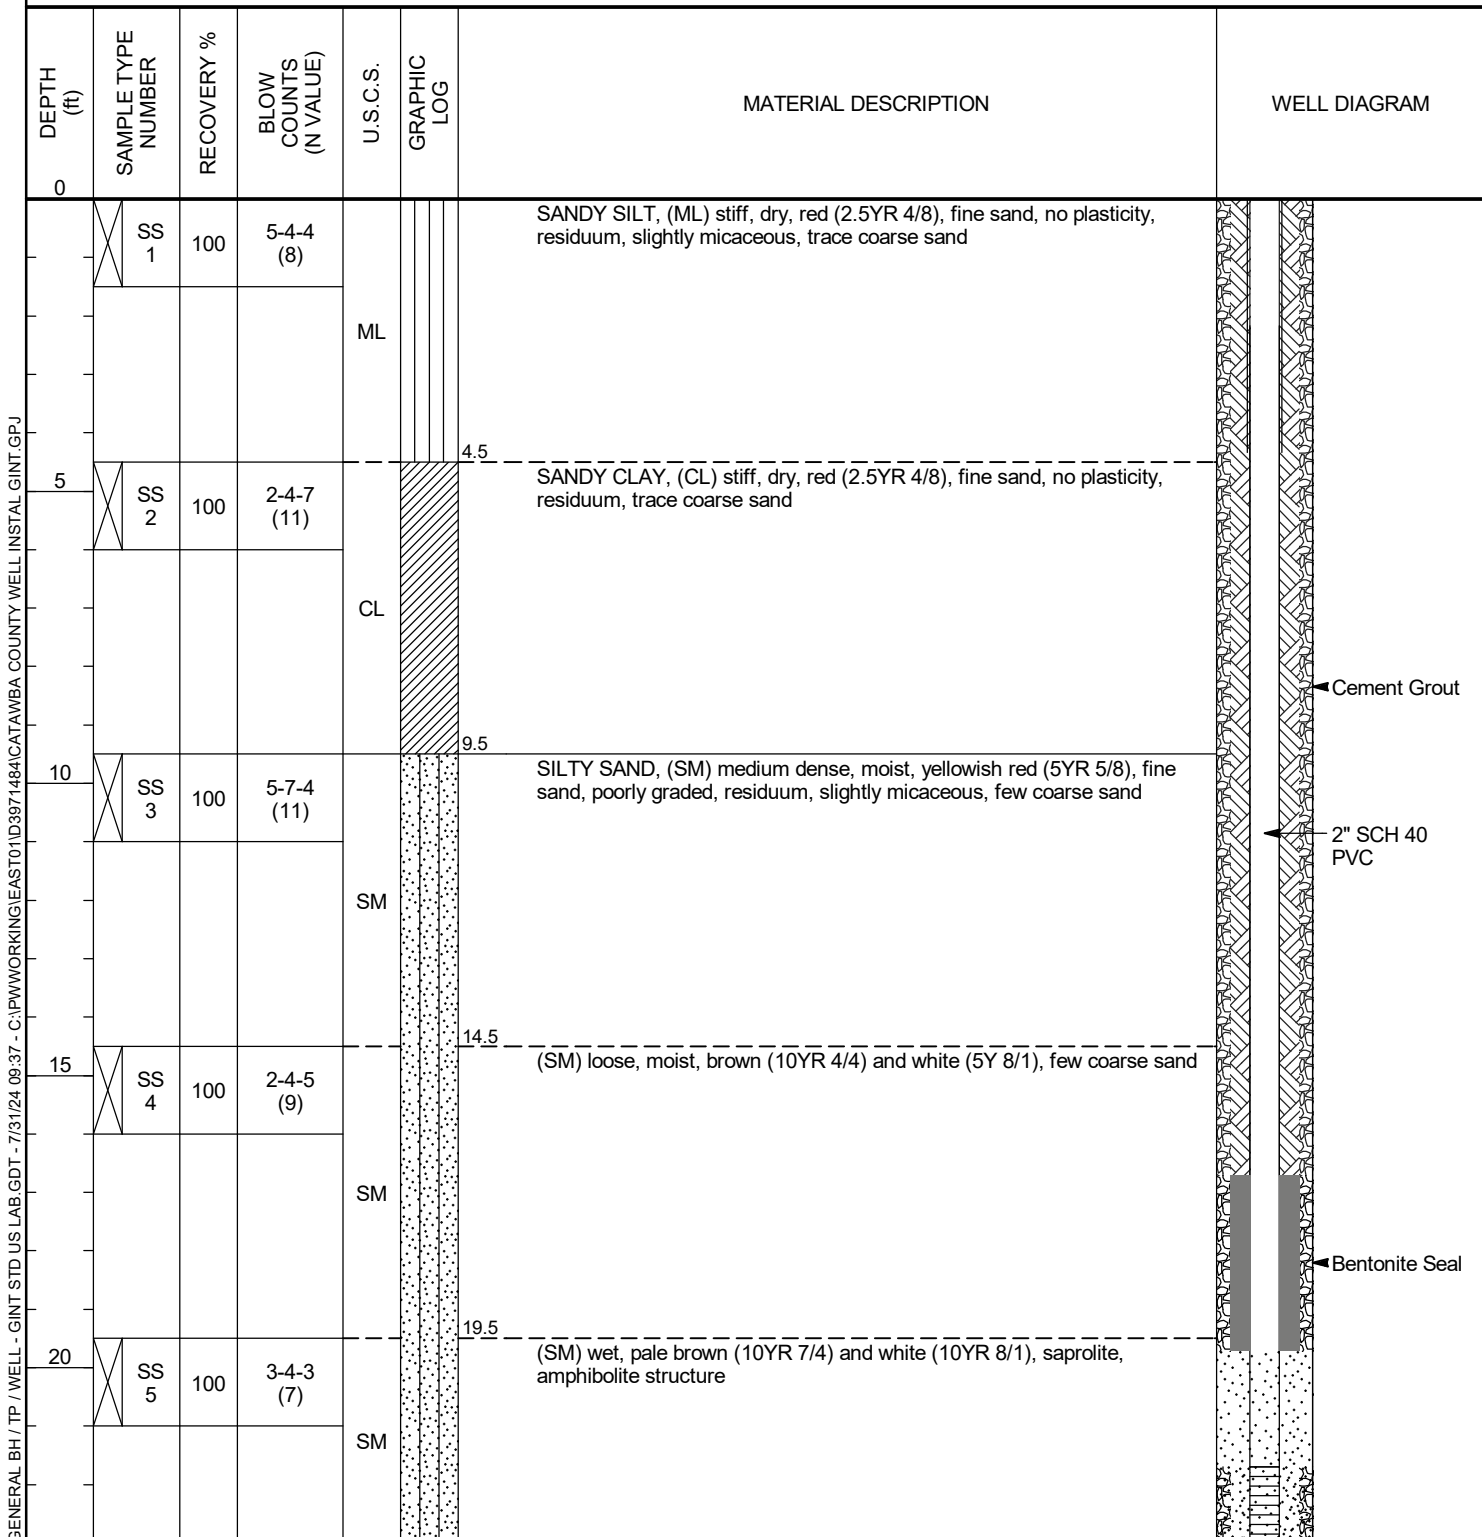 DEPTH
(ft)
SAMPLE TYPE
NUMBER
RECOVERY %
BLOW
COUNTS
(N VALUE)
U.S.C.S.
GRAPHIC
LOG
MATERIAL DESCRIPTION
WELL DIAGRAM
0
SS
1
100
5-4-4
(8)
ML
SANDY SILT, (ML) stiff, dry, red (2.5YR 4/8), fine sand, no plasticity,
residuum, slightly micaceous, trace coarse sand
4.5
5
SS
2
100
2-4-7
(11)
CL
SANDY CLAY, (CL) stiff, dry, red (2.5YR 4/8), fine sand, no plasticity,
residuum, trace coarse sand
Cement Grout
9.5
10
SS
3
100
5-7-4
(11)
SM
SILTY SAND, (SM) medium dense, moist, yellowish red (5YR 5/8), fine
sand, poorly graded, residuum, slightly micaceous, few coarse sand
2" SCH 40
PVC
14.5
15
SS
4
100
2-4-5
(9)
SM
(SM) loose, moist, brown (10YR 4/4) and white (5Y 8/1), few coarse sand
Bentonite Seal
19.5
20
SS
5
100
3-4-3
(7)
SM
(SM) wet, pale brown (10YR 7/4) and white (10YR 8/1), saprolite,
amphibolite structure
GENERAL BH / TP / WELL - GINT STD US LAB.GDT - 7/31/24 09:37 - C:\PWWORKING\EAST01\D3971484\CATAWBA COUNTY WELL INSTAL GINT.GPJ